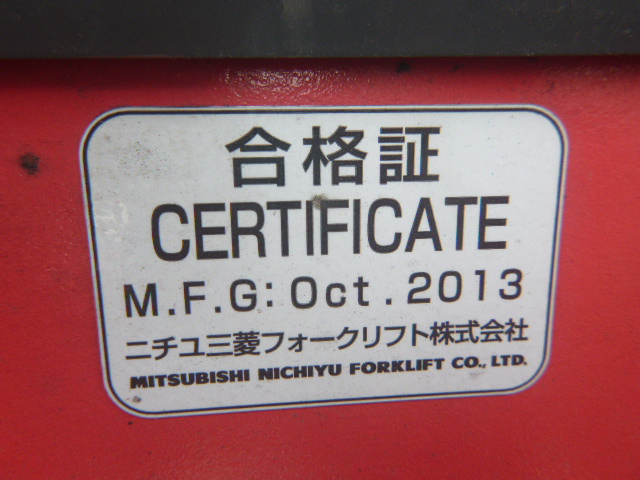 合格証
CERTIFICATE
M.F.G: Oct. 2013
ニチユ三菱フォークリフト株式会社
MITSUBISHI NICHIYU FORKLIFT CO., LTD.